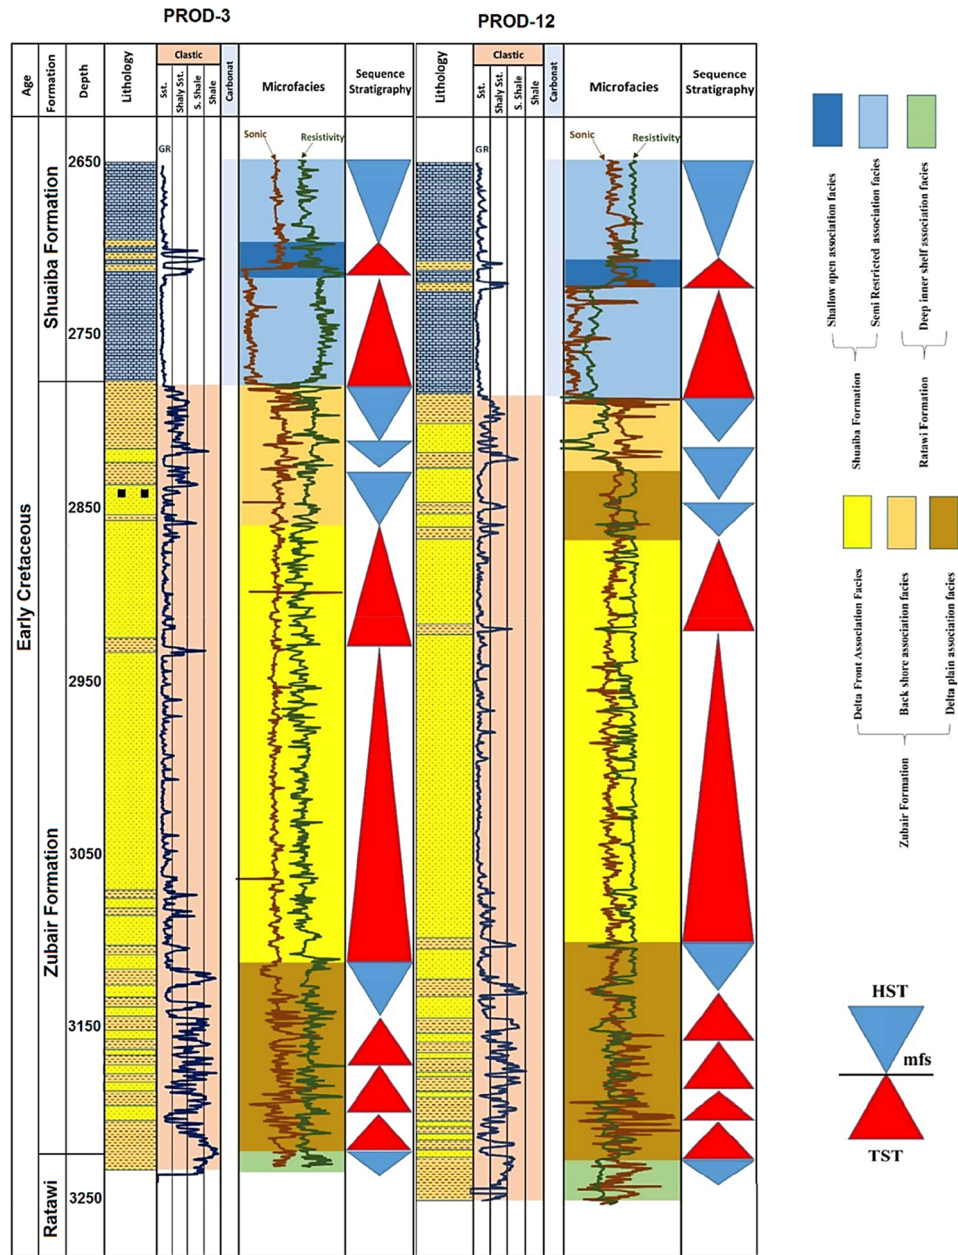 PROD-3
PROD-12
Age
Formation
Depth
Lithology
Clastic
Sst.
Shaly Sst.
S. Shale
Shale
Carbonat
Microfacies
Sequence
Stratigraphy
Lithology
Clastic
Sst.
Shaly Sst.
S. Shale
Shale
Carbonat
Microfacies
Sequence
Stratigraphy
GR
Sonic
Resistivity
GR
Sonic
Resistivity
Early Cretaceous
Shuaiba Formation
Zubair Formation
Ratawi
2650
2750
2850
2950
3050
3150
3250
Shallow open association facies
Semi Restricted association facies
Deep inner shelf association facies
Shuaiba Formation
Ratawi Formation
Delta Front Association Facies
Back shore association facies
Delta plain association facies
Zubair Formation
HST
mfs
TST